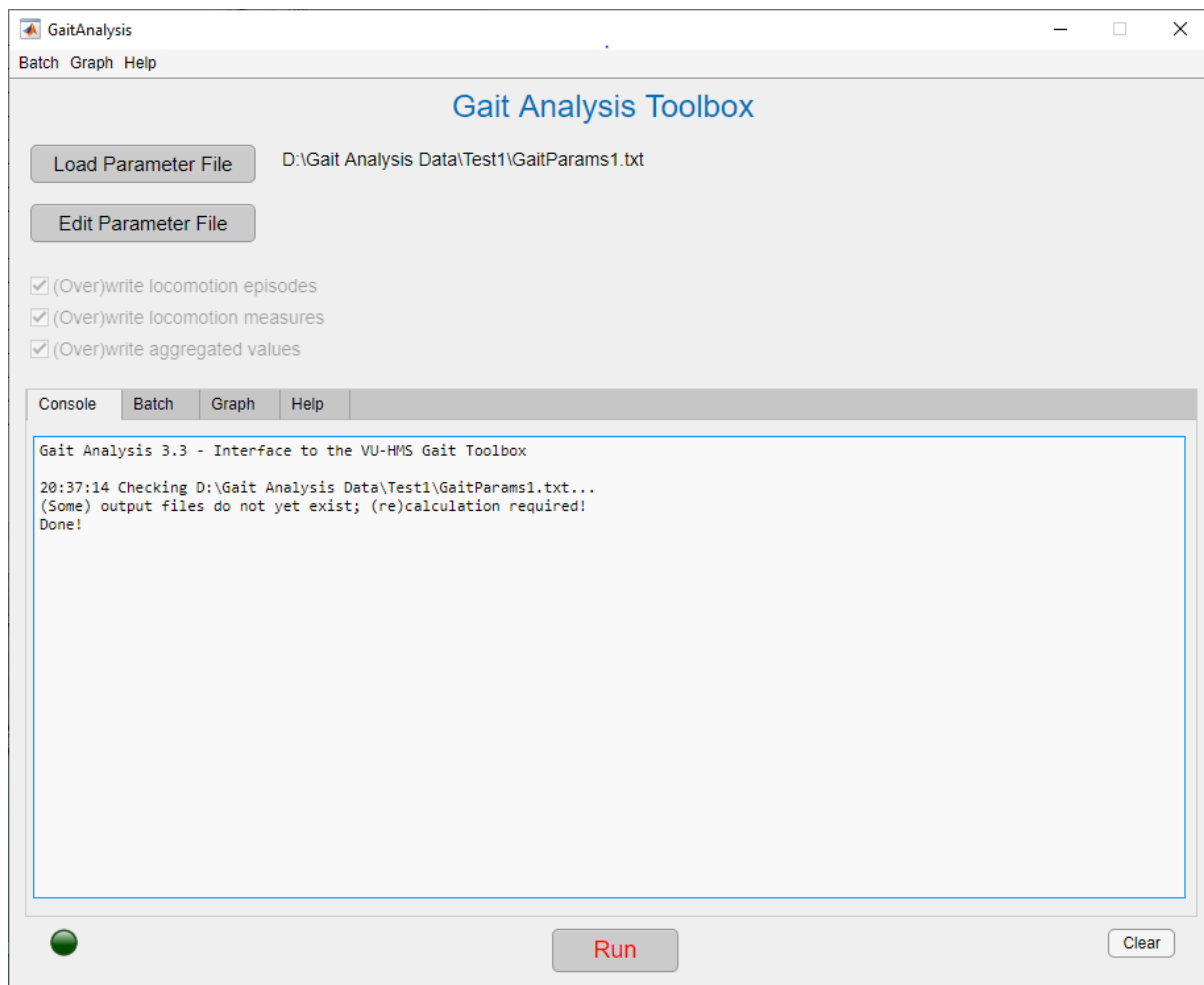 GaitAnalysis
Batch Graph Help
Gait Analysis Toolbox
Load Parameter File
D:\Gait Analysis Data\Test1\GaitParams1.txt
Edit Parameter File
(Over)write locomotion episodes
(Over)write locomotion measures
(Over)write aggregated values
Console Batch Graph Help
Gait Analysis 3.3 - Interface to the VU-HMS Gait Toolbox
20:37:14 Checking D:\Gait Analysis Data\Test1\GaitParams1.txt...
(Some) output files do not yet exist; (re)calculation required!
Done!
Run
Clear